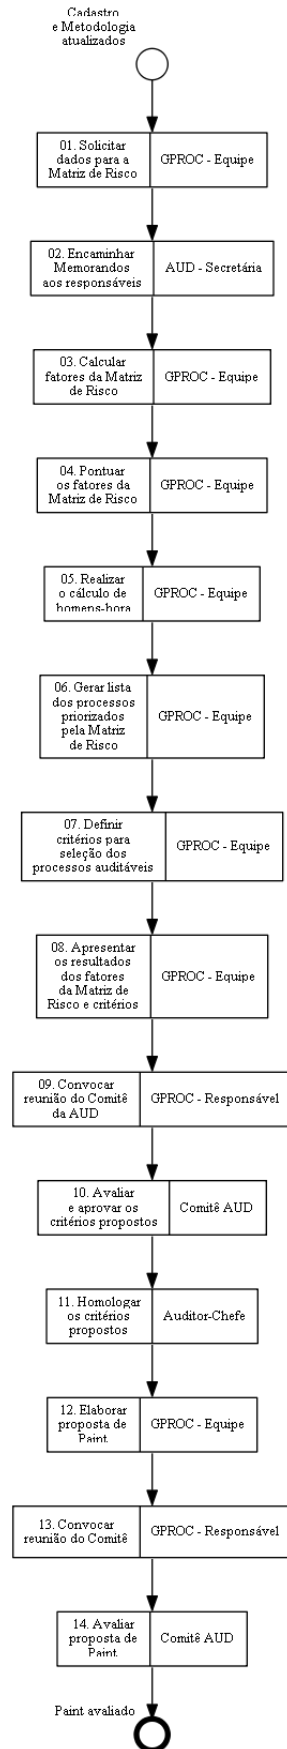 Cadastro
e Metodologia
atualizados
01. Solicitar
dados para a
Matriz de Risco
GPROC - Equipe
02. Encaminhar
Memorandos
aos responsáveis
AUD - Secretária
03. Calcular
fatores da Matriz
de Risco
GPROC - Equipe
04. Pontuar
os fatores da
Matriz de Risco
GPROC - Equipe
05. Realizar
o cálculo de
homens-hora
GPROC - Equipe
06. Gerar lista
dos processos
priorizados
pela Matriz
de Risco
GPROC - Equipe
07. Definir
critérios para
seleção dos
processos auditáveis
GPROC - Equipe
08. Apresentar
os resultados
dos fatores
da Matriz de
Risco e critérios
GPROC - Equipe
09. Convocar
reunião do Comitê
da AUD
GPROC - Responsável
10. Avaliar
e aprovar os
critérios propostos
Comitê AUD
11. Homologar
os critérios
propostos
Auditor-Chefe
12. Elaborar
proposta de
Paint
GPROC - Equipe
13. Convocar
reunião do Comitê
GPROC - Responsável
14. Avaliar
proposta de
Paint
Comitê AUD
Paint avaliado